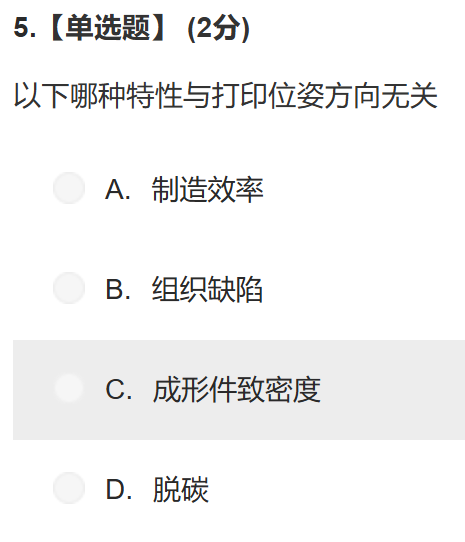 5.【单选题】 (2分)
以下哪种特性与打印位姿方向无关
A. 制造效率
B. 组织缺陷
C. 成形件致密度
D. 脱碳